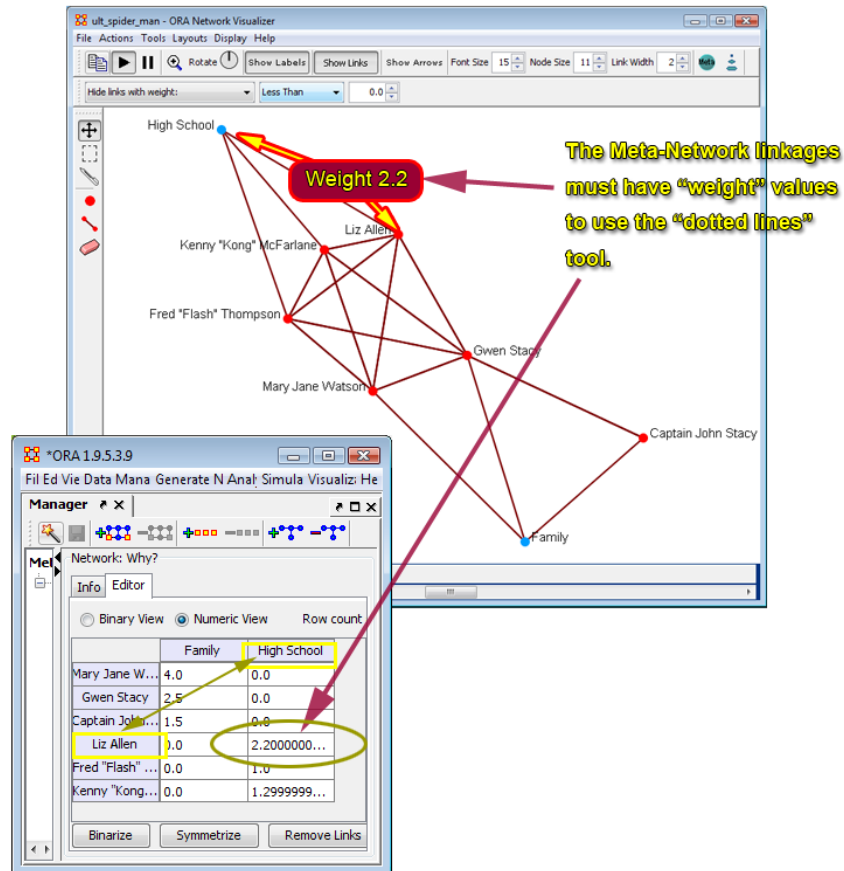 ult_spider_man - ORA Network Visualizer
File Actions Tools Layouts Display Help
Rotate Show Labels Show Links Show Arrows Font Size 15 Node Size 11 Link Width 2 Meta
Hide links with weight: Less Than 0.0
High School
Weight 2.2
The Meta-Network linkages
must have “weight” values
to use the “dotted lines”
tool.
Liz Allen
Kenny "Kong" McFarlane
Fred "Flash" Thompson
Gwen Stacy
Mary Jane Watson
Captain John Stacy
Family
*ORA 1.9.5.3.9
Fil Ed Vie Data Mana Generate N Anal Simula Visualiz He
Manager
Met
Network: Why?
Info Editor
Binary View Numeric View Row count
Family High School
Mary Jane W... 4.0 0.0
Gwen Stacy 2.5 0.0
Captain John... 1.5 0.0
Liz Allen 0.0 2.2000000...
Fred "Flash" ... 0.0 1.0
Kenny "Kong... 0.0 1.2999999...
Binarize Symmetrize Remove Links